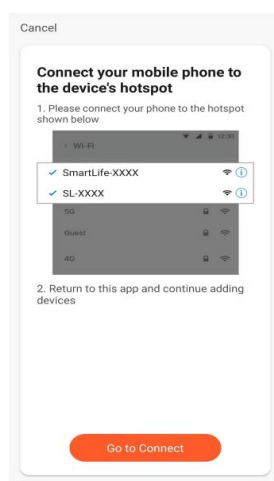 Cancel
Connect your mobile phone to
the device's hotspot
1. Please connect your phone to the hotspot
shown below
12:30
Wi-Fi
SmartLife-XXXX
SL-XXXX
5G
Guest
4G
2. Return to this app and continue adding
devices
Go to Connect